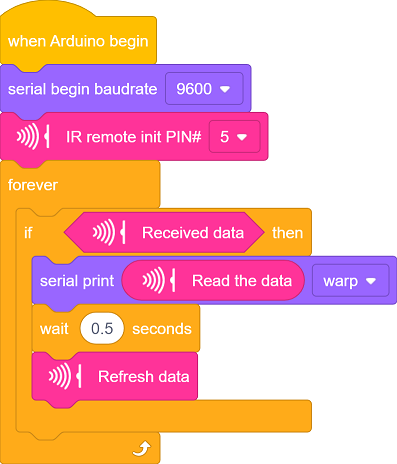 when Arduino begin
serial begin baudrate 9600
IR remote init PIN# 5
forever
if Received data then
serial print Read the data warp
wait 0.5 seconds
Refresh data